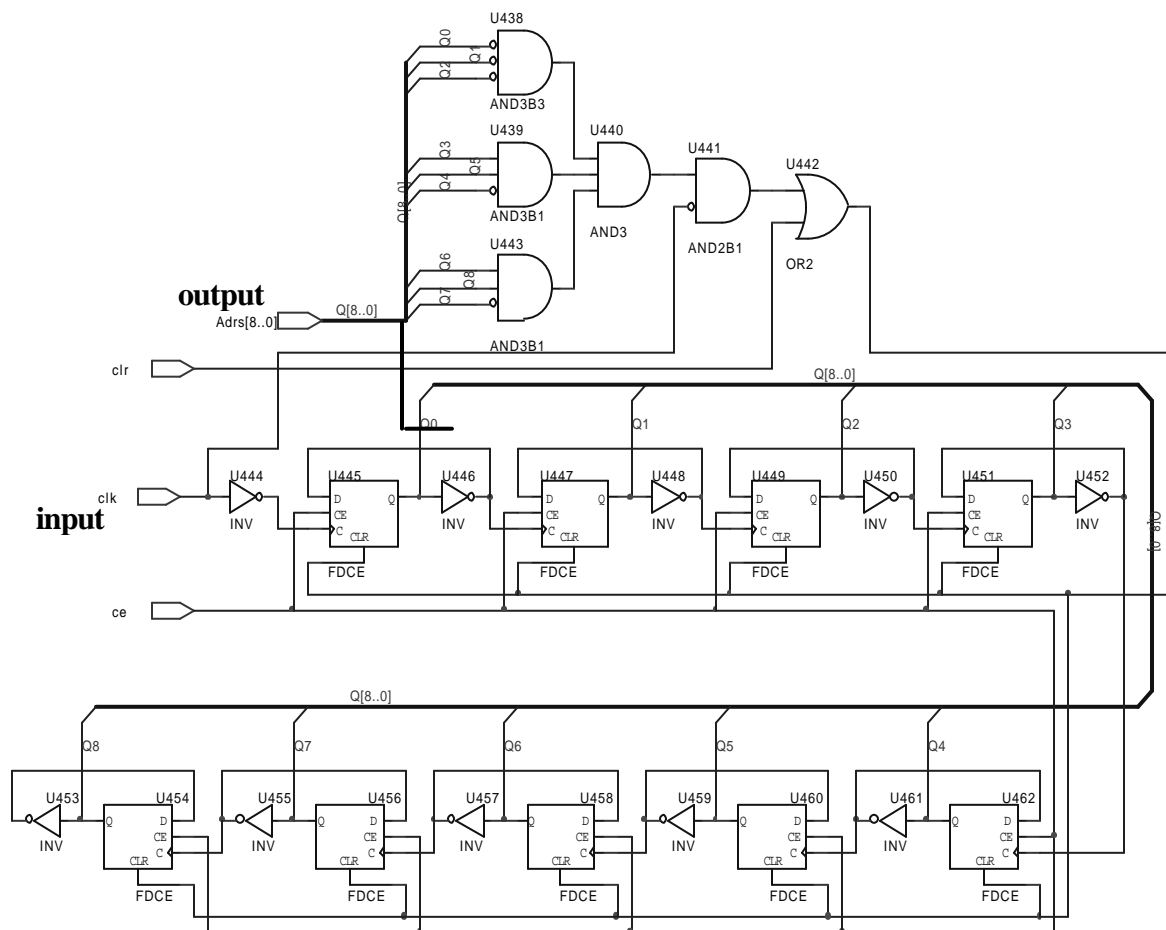 U438
Q0
Q1
Q2
AND3B3
U439
U440
Q3
Q5
Q4
U441
U442
Q[8..0]
AND3B1
AND3
AND2B1
OR2
U443
Q6
Q8
Q7
AND3B1
output
Adrs[8..0]
Q[8..0]
clr
Q[8..0]
Q0
Q1
Q2
Q3
U444
U445
U446
U447
U448
U449
U450
U451
U452
clk
input
INV
D Q
CE
C
CLR
INV
D Q
CE
C
CLR
INV
D Q
CE
C
CLR
INV
D Q
CE
C
CLR
INV
FDCE
FDCE
FDCE
FDCE
Q[8..0]
ce
Q[8..0]
Q8
Q7
Q6
Q5
Q4
U453
U454
U455
U456
U457
U458
U459
U460
U461
U462
INV
Q D
CE
C
CLR
INV
Q D
CE
C
CLR
INV
Q D
CE
C
CLR
INV
Q D
CE
C
CLR
INV
Q D
CE
C
CLR
FDCE
FDCE
FDCE
FDCE
FDCE